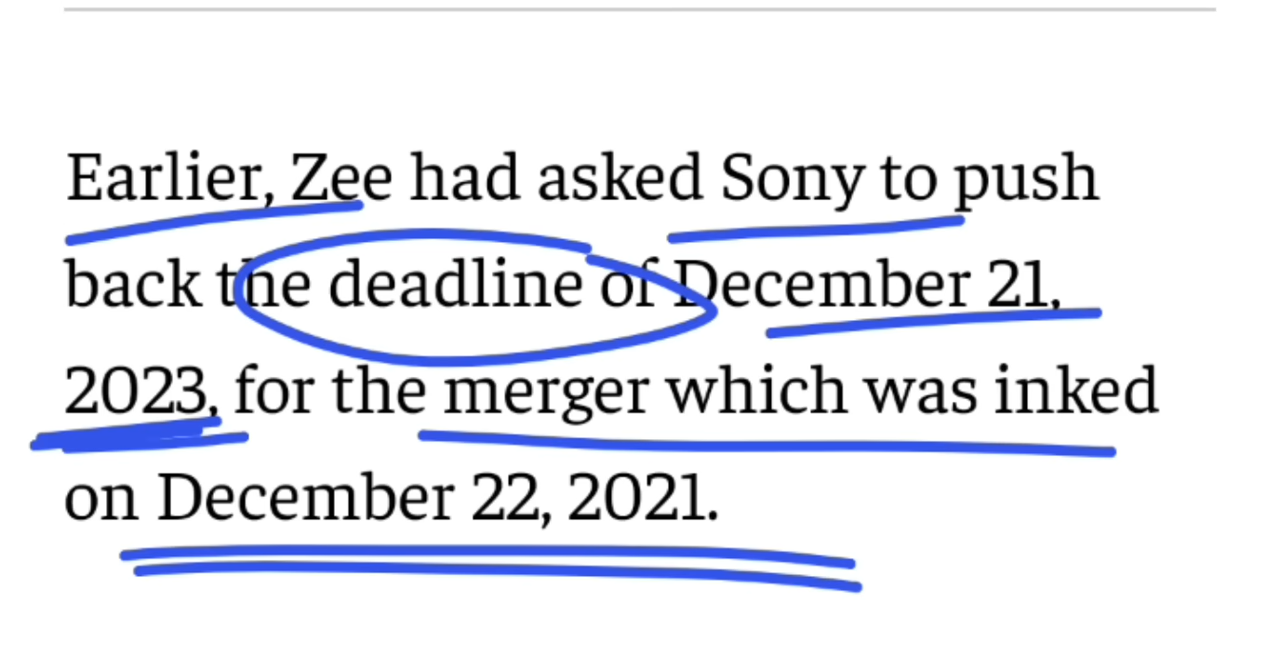 Earlier, Zee had asked Sony to push
back the deadline of December 21,
2023, for the merger which was inked
on December 22, 2021.